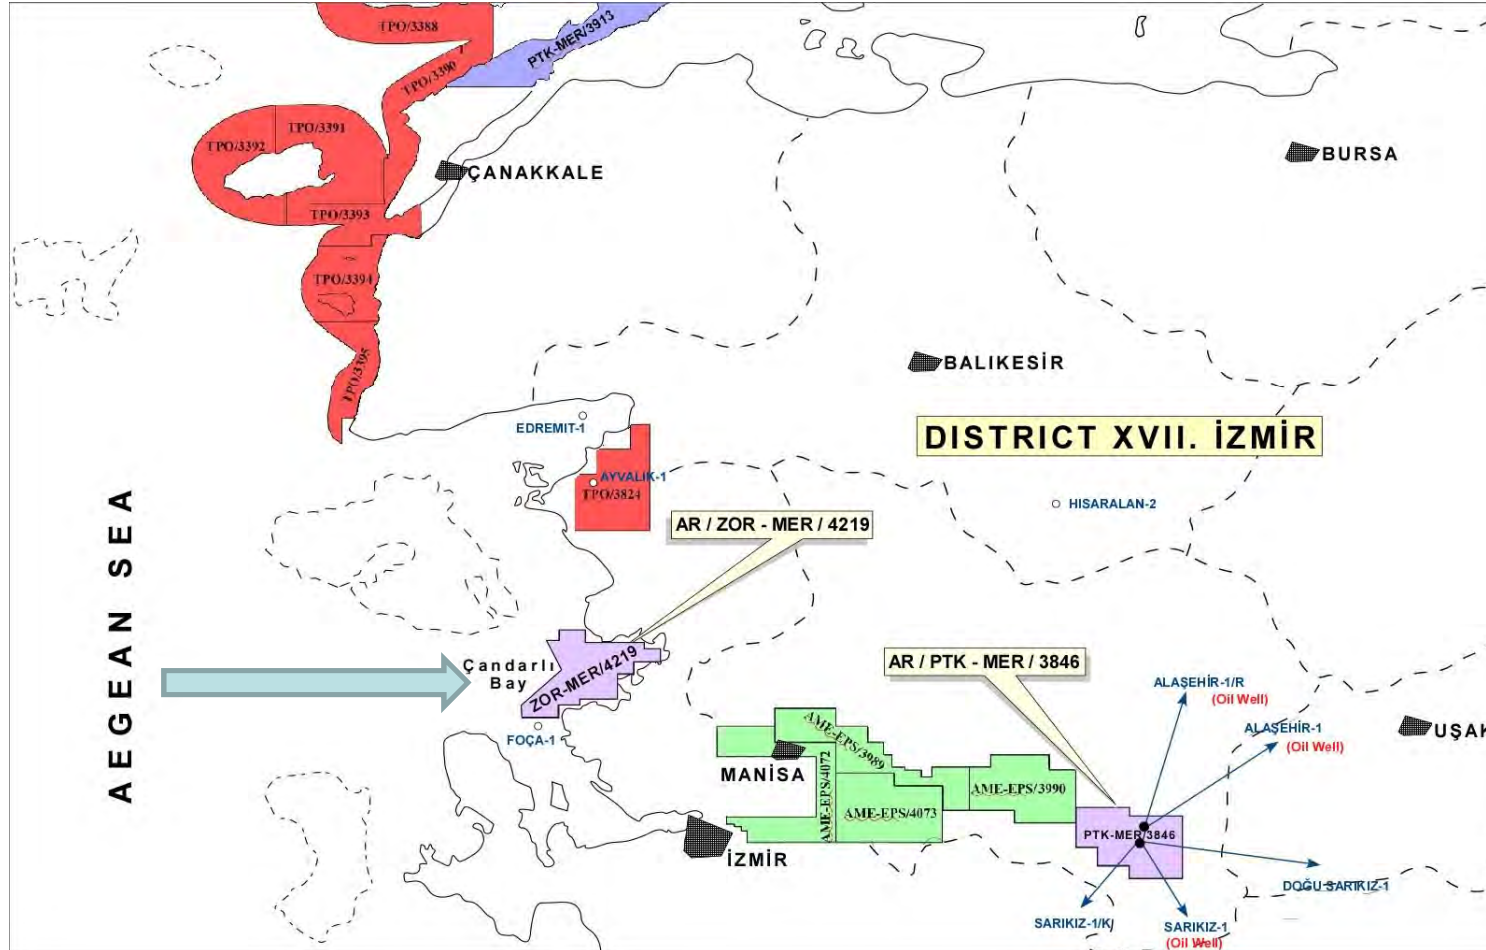 TPO/3388
PTK-MER/3913
TPO/3390
TPO/3391
TPO/3392
ÇANAKKALE
BURSA
TPO/3393
TPO/3394
TPO/3395
BALIKESİR
EDREMIT-1
DISTRICT XVII. İZMİR
AYVALIK-1
TPO/3824
HISARALAN-2
AR / ZOR - MER / 4219
AEGEAN SEA
Çandarlı
Bay
ZOR-MER/4219
AR / PTK - MER / 3846
ALAŞEHİR-1/R
(Oil Well)
FOÇA-1
AME-EPS/3989
ALAŞEHİR-1
(Oil Well)
UŞAK
MANİSA
AME-EPS/4072
AME-EPS/3990
AME-EPS/4073
PTK-MER/3846
İZMİR
DOĞU SARIKIZ-1
SARIKIZ-1/K
SARIKIZ-1
(Oil Well)